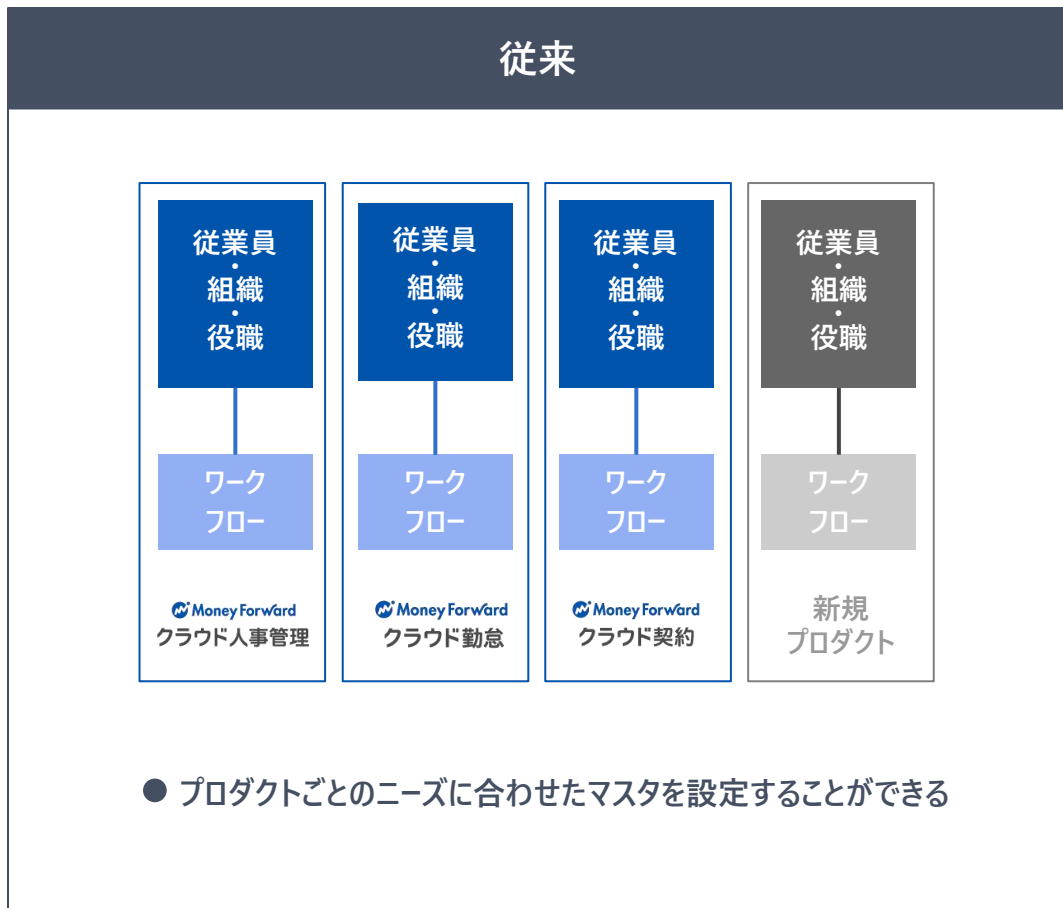 従来
従業員
・
組織
・
役職
ワーク
フロー
Money Forward
クラウド人事管理
従業員
・
組織
・
役職
ワーク
フロー
Money Forward
クラウド勤怠
従業員
・
組織
・
役職
ワーク
フロー
Money Forward
クラウド契約
従業員
・
組織
・
役職
ワーク
フロー
新規
プロダクト
● プロダクトごとのニーズに合わせたマスタを設定することができる